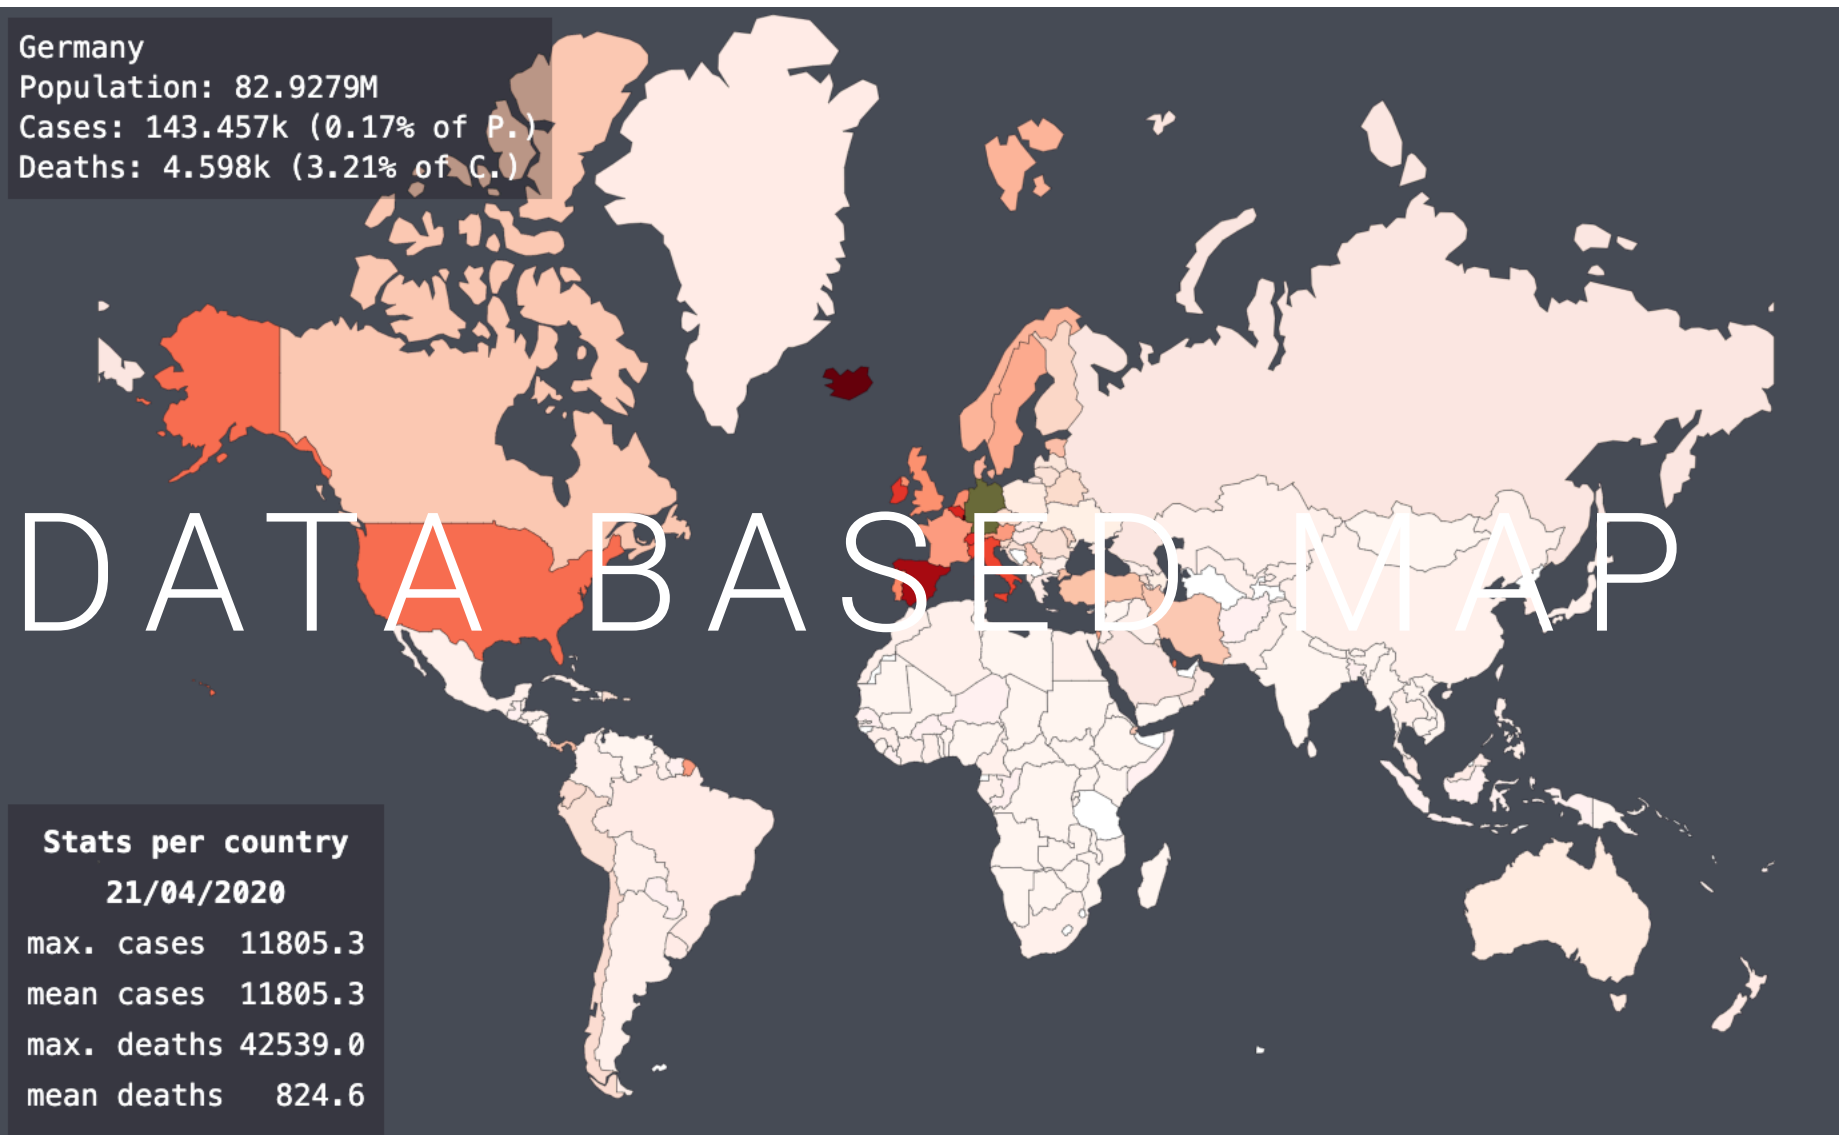 Germany
Population: 82.9279M
Cases: 143.457k (0.17% of P.)
Deaths: 4.598k (3.21% of C.)
DATA BASED MAP
Stats per country
21/04/2020
max. cases 11805.3
mean cases 11805.3
max. deaths 42539.0
mean deaths 824.6